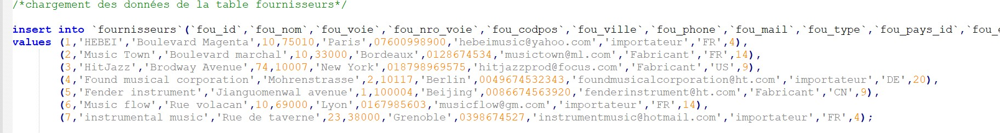 /*chargement des données de la table fournisseurs*/
insert into `fournisseurs`(`fou_id`,`fou_nom`,`fou_voie`,`fou_nro_voie`,`fou_codpos`,`fou_ville`,`fou_phone`,`fou_mail`,`fou_type`,`fou_pays_id`,
values (1,'HEBEI','Boulevard Magenta',10,75010,'Paris',07600998900,'hebeimusic@yahoo.com','importateur','FR',4),
(2,'Music Town','Boulevard marchal',10,33000,'Bordeaux',0128674534,'musictown@ml.com','Fabricant','FR',14),
(3,'HitJazz','Brodway Avenue',74,10007,'New York',018798969575,'hitjazzprod@focus.com','Fabricant','US',9),
(4,'Found musical corporation','Mohrenstrasse',2,10117,'Berlin',0049674532343,'foundmusicalcorporation@ht.com','importateur','DE',20),
(5,'Fender instrument','Jianguomenwal avenue',1,100004,'Beijing',0086674563920,'fenderinstrument@ht.com','Fabricant','CN',9),
(6,'Music flow','Rue volacan',10,69000,'Lyon',0167985603,'musicflow@gm.com','importateur','FR',14),
(7,'instrumental music','Rue de taverne',23,38000,'Grenoble',0398674527,'instrumentmusic@hotmail.com','importateur','FR',4);